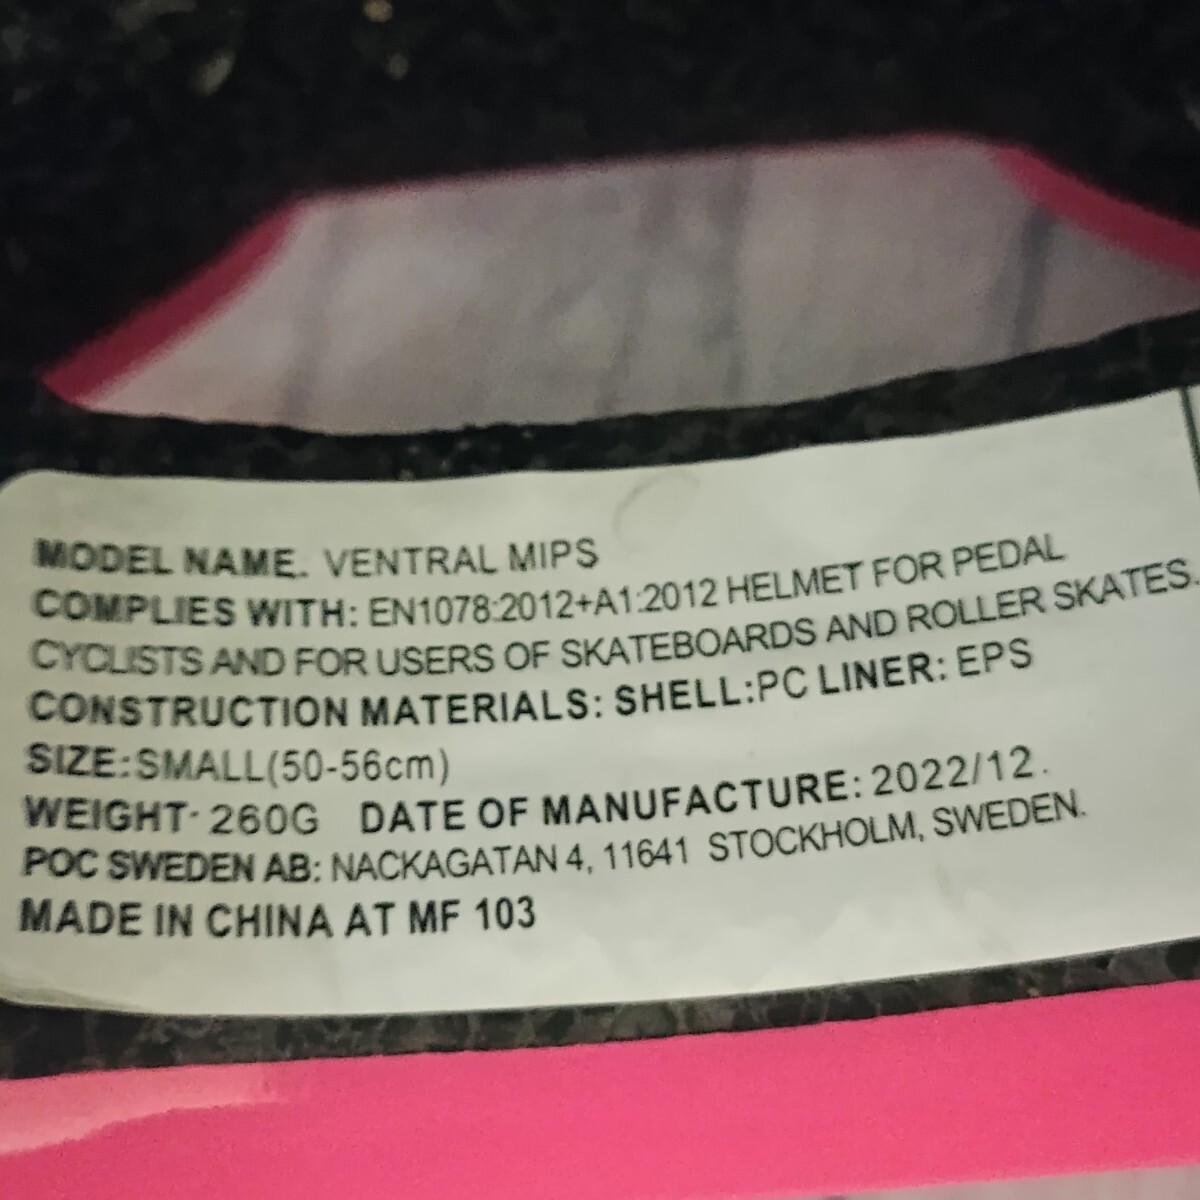 MODEL NAME: VENTRAL MIPS
COMPLIES WITH: EN1078:2012+A1:2012 HELMET FOR PEDAL
CYCLISTS AND FOR USERS OF SKATEBOARDS AND ROLLER SKATES.
CONSTRUCTION MATERIALS: SHELL:PC LINER: EPS
SIZE:SMALL(50-56cm)
WEIGHT: 260G DATE OF MANUFACTURE: 2022/12.
POC SWEDEN AB: NACKAGATAN 4, 11641 STOCKHOLM, SWEDEN.
MADE IN CHINA AT MF 103